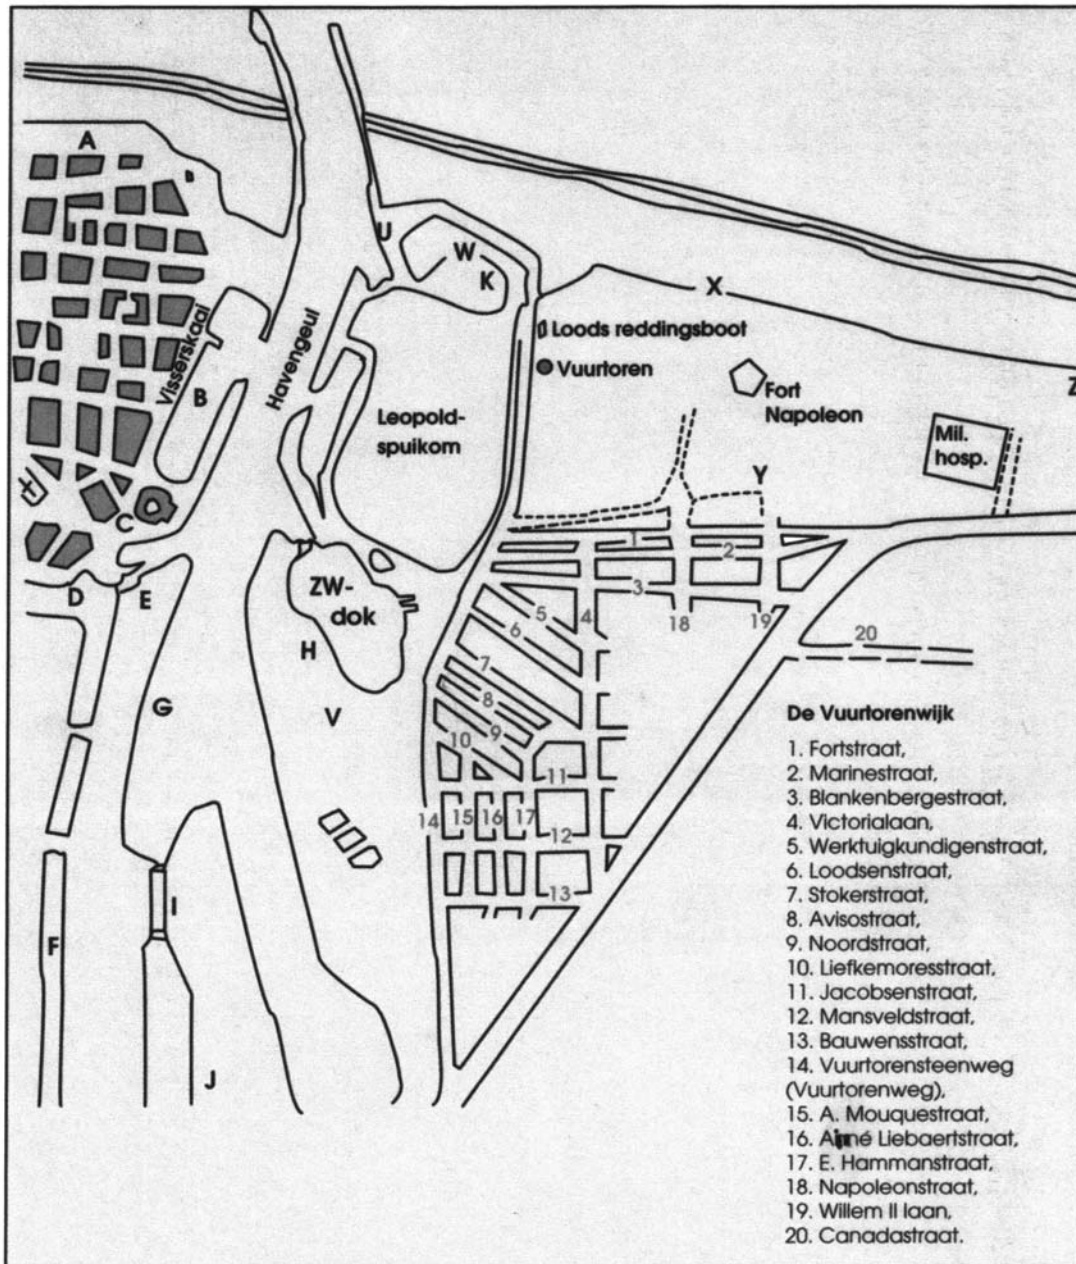 A
U
W
K
X
Loods reddingsboot
Vuurtoren
Visserskaai
Havengeul
B
Leopold-
spuikom
Fort
Napoleon
Z
Mil.
hosp.
Y
C
1
2
3
D
E
ZW-
dok
H
4
5
6
18
19
20
7
8
9
10
G
V
11
14
15
16
17
12
13
I
F
J
De Vuurtorenwijk
1. Fortstraat,
2. Marinestraat,
3. Blankenbergestraat,
4. Victorialaan,
5. Werktuigkundigenstraat,
6. Loodsenstraat,
7. Stokerstraat,
8. Avisostraat,
9. Noordstraat,
10. Liefkemoresstraat,
11. Jacobsenstraat,
12. Mansveldstraat,
13. Bauwensstraat,
14. Vuurtorensteenweg
(Vuurtorenweg),
15. A. Mouquestraat,
16. Aimé Liebaertstraat,
17. E. Hammanstraat,
18. Napoleonstraat,
19. Willem II laan,
20. Canadastraat.